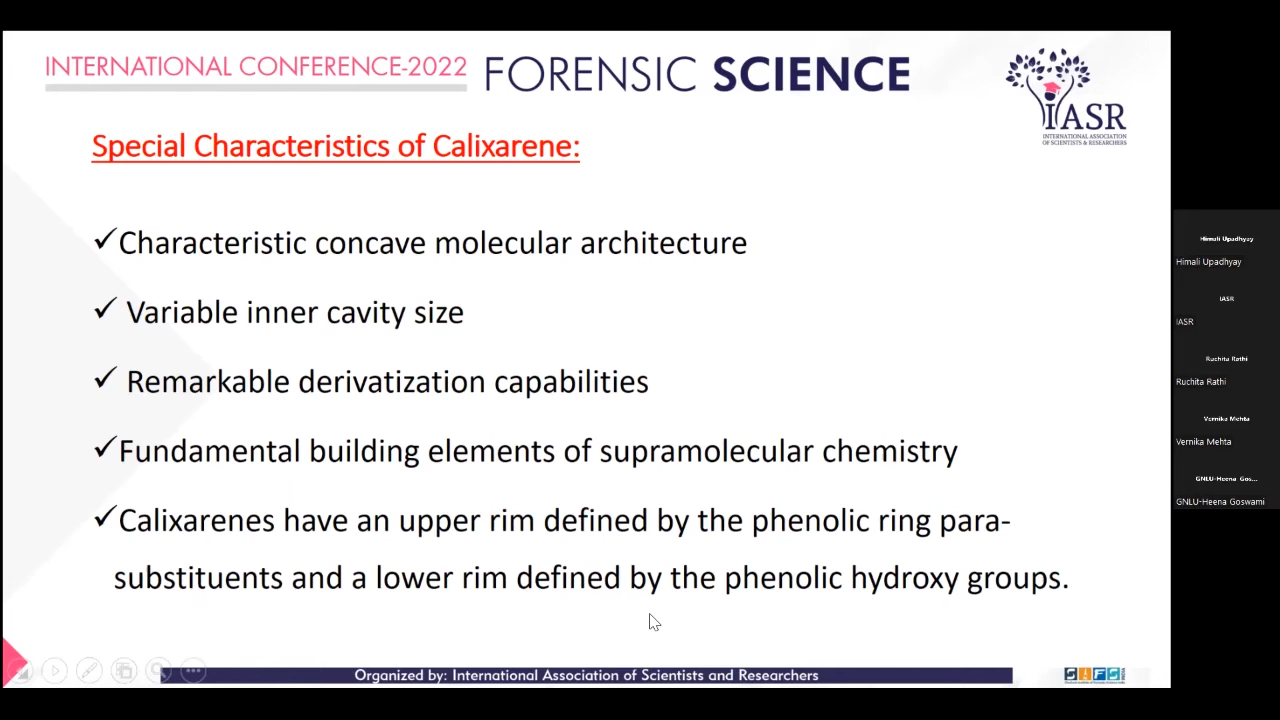 INTERNATIONAL CONFERENCE-2022 FORENSIC SCIENCE
IASR
INTERNATIONAL ASSOCIATION
OF SCIENTISTS & RESEARCHERS
Special Characteristics of Calixarene:
✓Characteristic concave molecular architecture
✓ Variable inner cavity size
✓ Remarkable derivatization capabilities
✓Fundamental building elements of supramolecular chemistry
✓Calixarenes have an upper rim defined by the phenolic ring para-
substituents and a lower rim defined by the phenolic hydroxy groups.
Organized by: International Association of Scientists and Researchers
SIFS
Himali Upadhyay
Himali Upadhyay
IASR
IASR
Ruchita Rathi
Ruchita Rathi
Vernika Mehta
Vernika Mehta
GNLU-Heena Gos...
GNLU-Heena Goswami